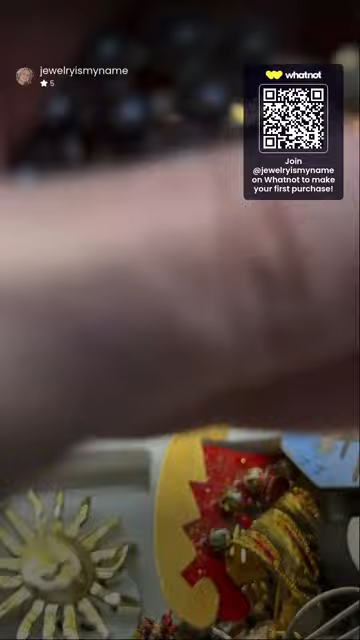 jewelryismyname
5
whatnot
Join
@jewelryismyname
on Whatnot to make
your first purchase!